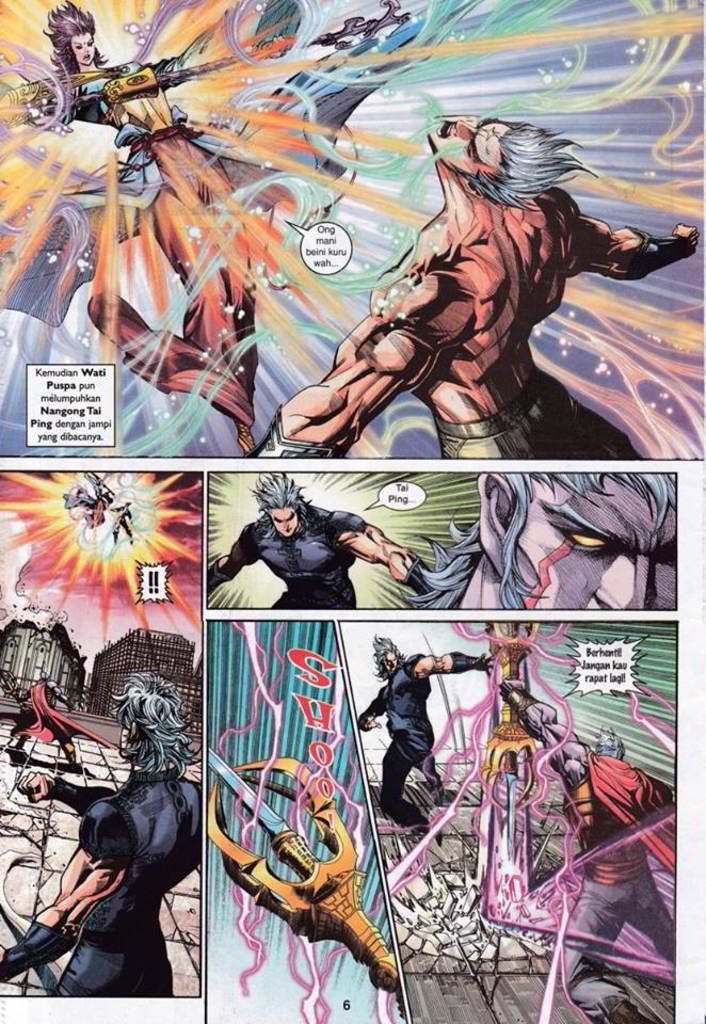 Ong
mani
beini kuru
wah...
Kemudian Wati
Puspa pun
melumpuhkan
Nangong Tai
Ping dengan jampi
yang dibacanya.
!!
Tai
Ping...
SHOOO
Berhenti!
Jangan kau
rapat lagi!
6